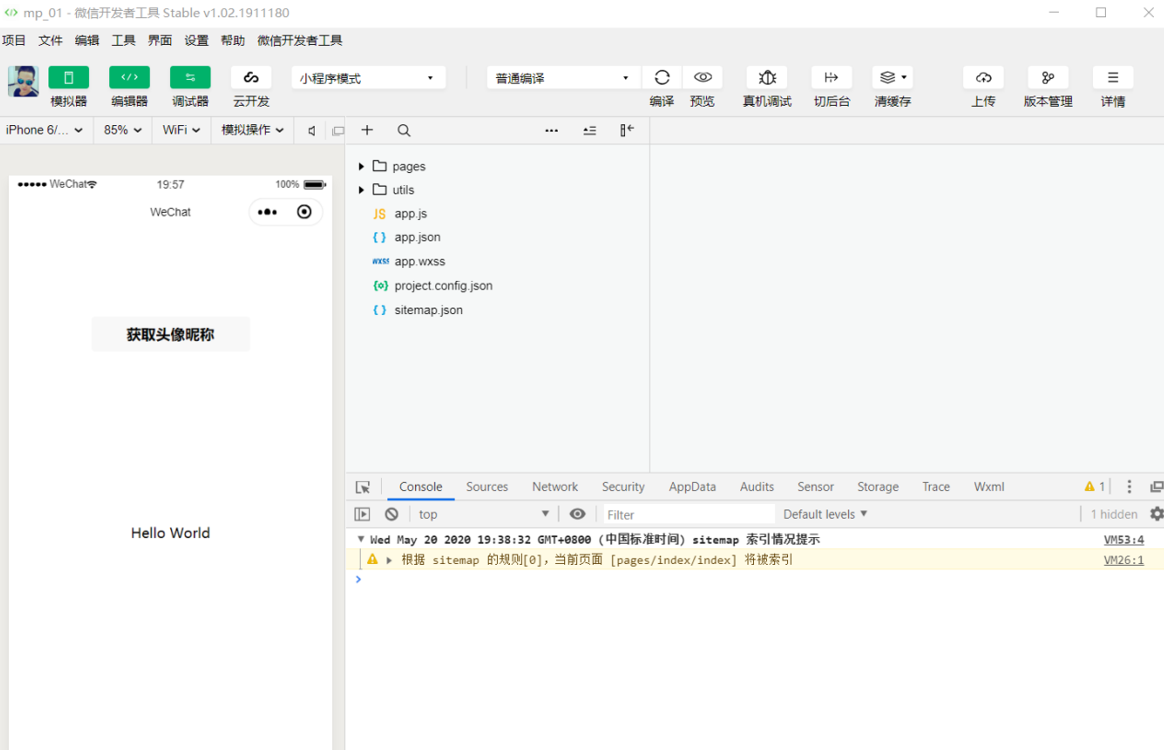 mp_01 - 微信开发者工具 Stable v1.02.1911180
项目 文件 编辑 工具 界面 设置 帮助 微信开发者工具
小程序模式 普通编译
模拟器 编辑器 调试器 云开发 编译 预览 真机调试 切后台 清缓存 上传 版本管理 详情
iPhone 6/... 85% WiFi 模拟操作
WeChat 19:57 100%
WeChat
获取头像昵称
Hello World
pages
utils
JS app.js
{ } app.json
wxss app.wxss
project.config.json
{ } sitemap.json
Console Sources Network Security AppData Audits Sensor Storage Trace Wxml 1
top Filter Default levels 1 hidden
Wed May 20 2020 19:38:32 GMT+0800 (中国标准时间) sitemap 索引情况提示 VM53:4
根据 sitemap 的规则[0]，当前页面 [pages/index/index] 将被索引 VM26:1